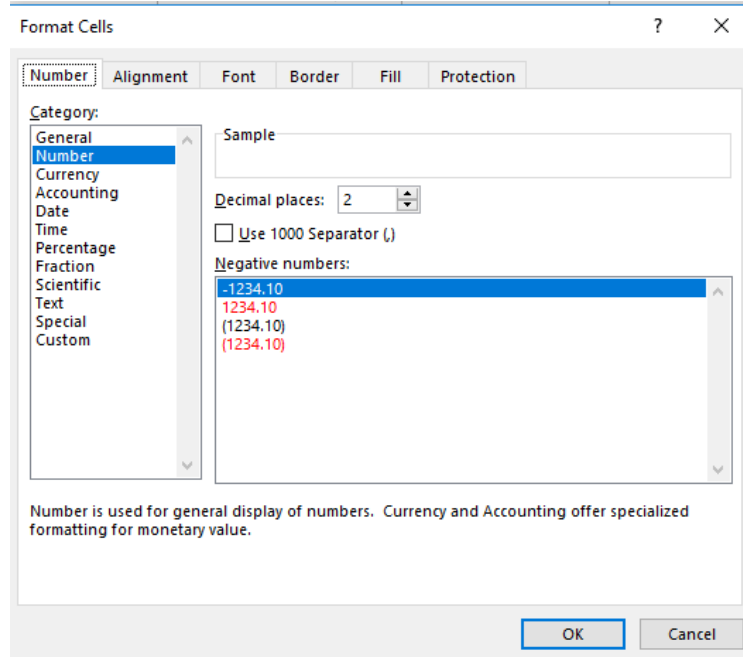 Format Cells ? ×
Number Alignment Font Border Fill Protection
Category:
General
Number
Currency
Accounting
Date
Time
Percentage
Fraction
Scientific
Text
Special
Custom
Sample
Decimal places: 2
Use 1000 Separator (,)
Negative numbers:
-1234.10
1234.10
(1234.10)
(1234.10)
Number is used for general display of numbers. Currency and Accounting offer specialized
formatting for monetary value.
OK Cancel